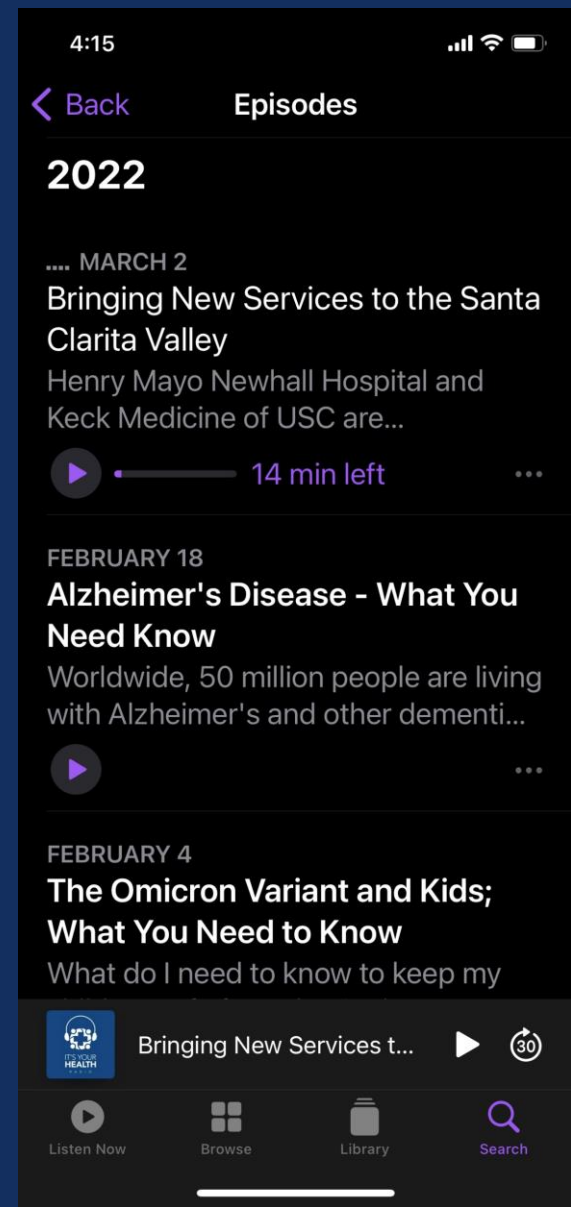 4:15
Back
Episodes
2022
.... MARCH 2
Bringing New Services to the Santa
Clarita Valley
Henry Mayo Newhall Hospital and
Keck Medicine of USC are...
14 min left
...
FEBRUARY 18
Alzheimer's Disease - What You
Need Know
Worldwide, 50 million people are living
with Alzheimer's and other dementi...
...
FEBRUARY 4
The Omicron Variant and Kids;
What You Need to Know
What do I need to know to keep my
IT'S YOUR
HEALTH
RADIO
Bringing New Services t...
30
Listen Now
Browse
Library
Search